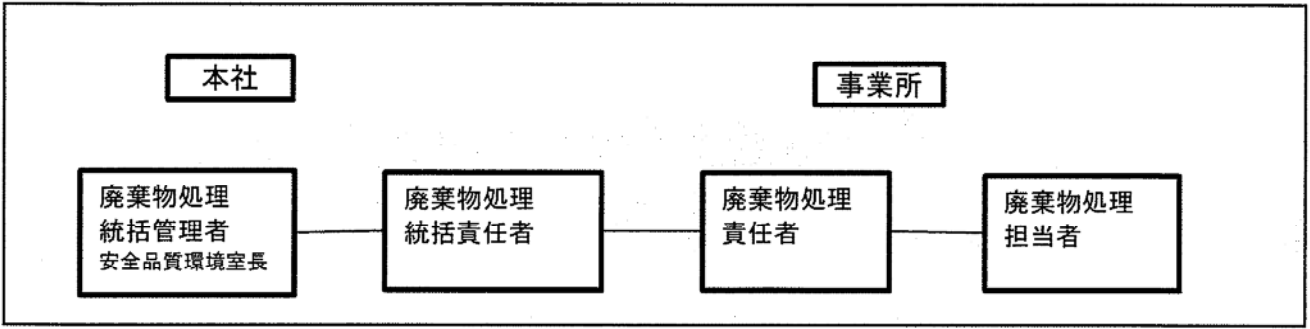 本社
事業所
廃棄物処理
統括管理者
安全品質環境室長
廃棄物処理
統括責任者
廃棄物処理
責任者
廃棄物処理
担当者